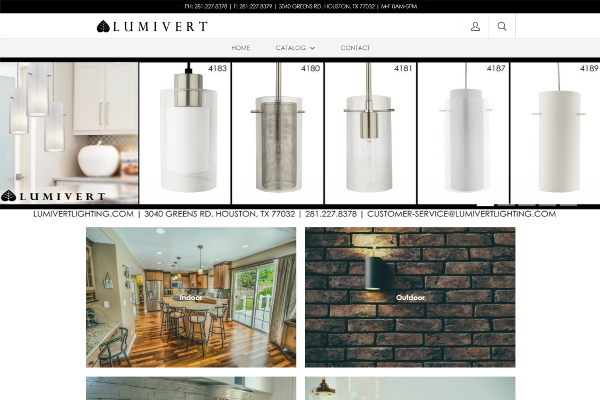 PH: 281.227.8378 | F: 281.227.8379 | 3040 GREENS RD, HOUSTON, TX 77032 | M-F 8AM-5PM
LUMIVERT
HOME CATALOG CONTACT
4183 4180 4181 4187 4189
LUMIVERT
LUMIVERTLIGHTING.COM | 3040 GREENS RD, HOUSTON, TX 77032 | 281.227.8378 | CUSTOMER-SERVICE@LUMIVERTLIGHTING.COM
Indoor Outdoor